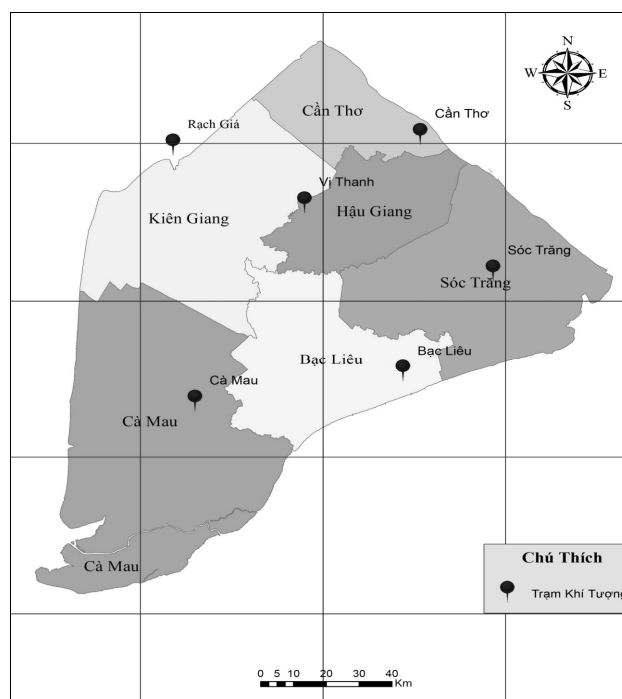 N
W E
S
Cần Thơ
Cần Thơ
Rạch Giá
Vị Thanh
Kiên Giang
Hậu Giang
Sóc Trăng
Sóc Trăng
Bạc Liêu
Bạc Liêu
Cà Mau
Cà Mau
Cà Mau
Chú Thích
Trạm Khí Tượng
0 5 10 20 30 40
Km